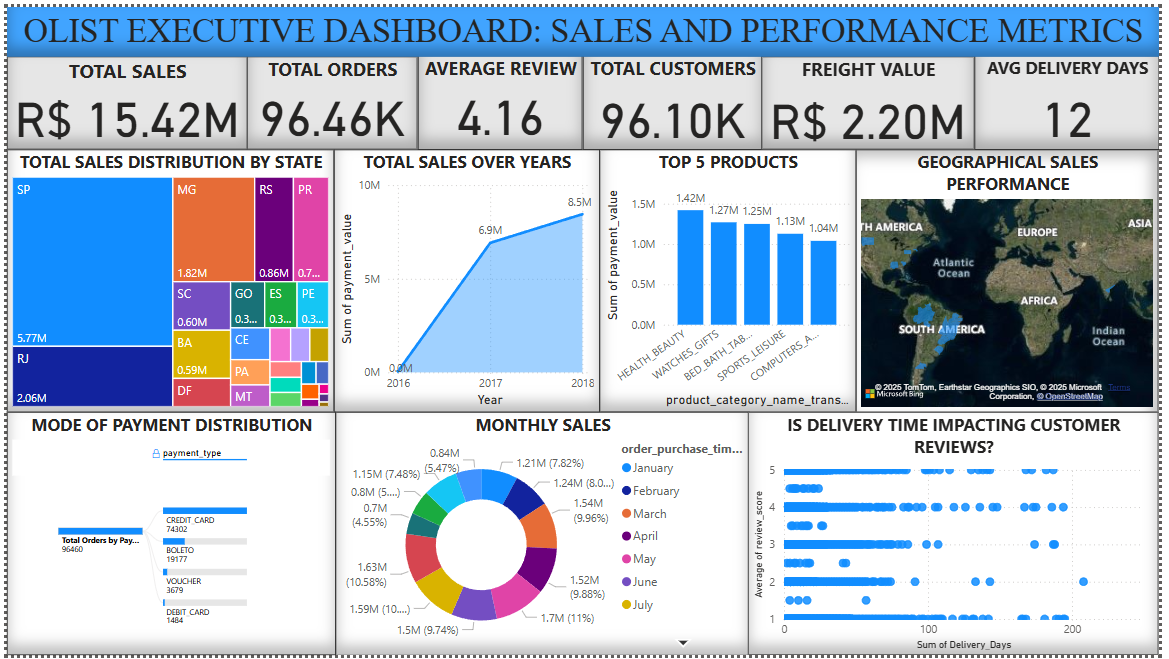 OLIST EXECUTIVE DASHBOARD: SALES AND PERFORMANCE METRICS
TOTAL SALES
R$ 15.42M
TOTAL ORDERS
96.46K
AVERAGE REVIEW
4.16
TOTAL CUSTOMERS
96.10K
FREIGHT VALUE
R$ 2.20M
AVG DELIVERY DAYS
12
TOTAL SALES DISTRIBUTION BY STATE
SP
5.77M
RJ
2.06M
MG
1.82M
RS
0.86M
PR
0.7...
SC
0.60M
BA
0.59M
DF
GO
0.3...
ES
0.3...
PE
0.3...
CE
PA
MT
TOTAL SALES OVER YEARS
Sum of payment_value
10M
5M
0M
0.0M
6.9M
8.5M
2016
2017
2018
Year
TOP 5 PRODUCTS
Sum of payment_value
1.5M
1.0M
0.5M
0.0M
1.42M
1.27M
1.25M
1.13M
1.04M
HEALTH_BEAUTY
WATCHES_GIFTS
BED_BATH_TAB...
SPORTS_LEISURE
COMPUTERS_A...
product_category_name_trans...
GEOGRAPHICAL SALES
PERFORMANCE
TH AMERICA
EUROPE
ASIA
Atlantic
Ocean
AFRICA
SOUTH AMERICA
Indian
Ocean
Microsoft Bing
© 2025 TomTom, Earthstar Geographics SIO, © 2025 Microsoft Terms
Corporation, © OpenStreetMap
MODE OF PAYMENT DISTRIBUTION
payment_type
Total Orders by Pay...
96460
CREDIT_CARD
74302
BOLETO
19177
VOUCHER
3679
DEBIT_CARD
1484
MONTHLY SALES
1.21M (7.82%)
1.24M (8.0...)
1.54M
(9.96%)
1.52M
(9.88%)
1.7M (11%)
1.5M (9.74%)
1.59M (10....)
1.63M
(10.58%)
0.7M
(4.55%)
0.8M (5....)
1.15M (7.48%)
0.84M
(5.47%)
order_purchase_tim...
January
February
March
April
May
June
July
IS DELIVERY TIME IMPACTING CUSTOMER
REVIEWS?
Average of review_score
5
4
3
2
1
0
100
200
Sum of Delivery_Days